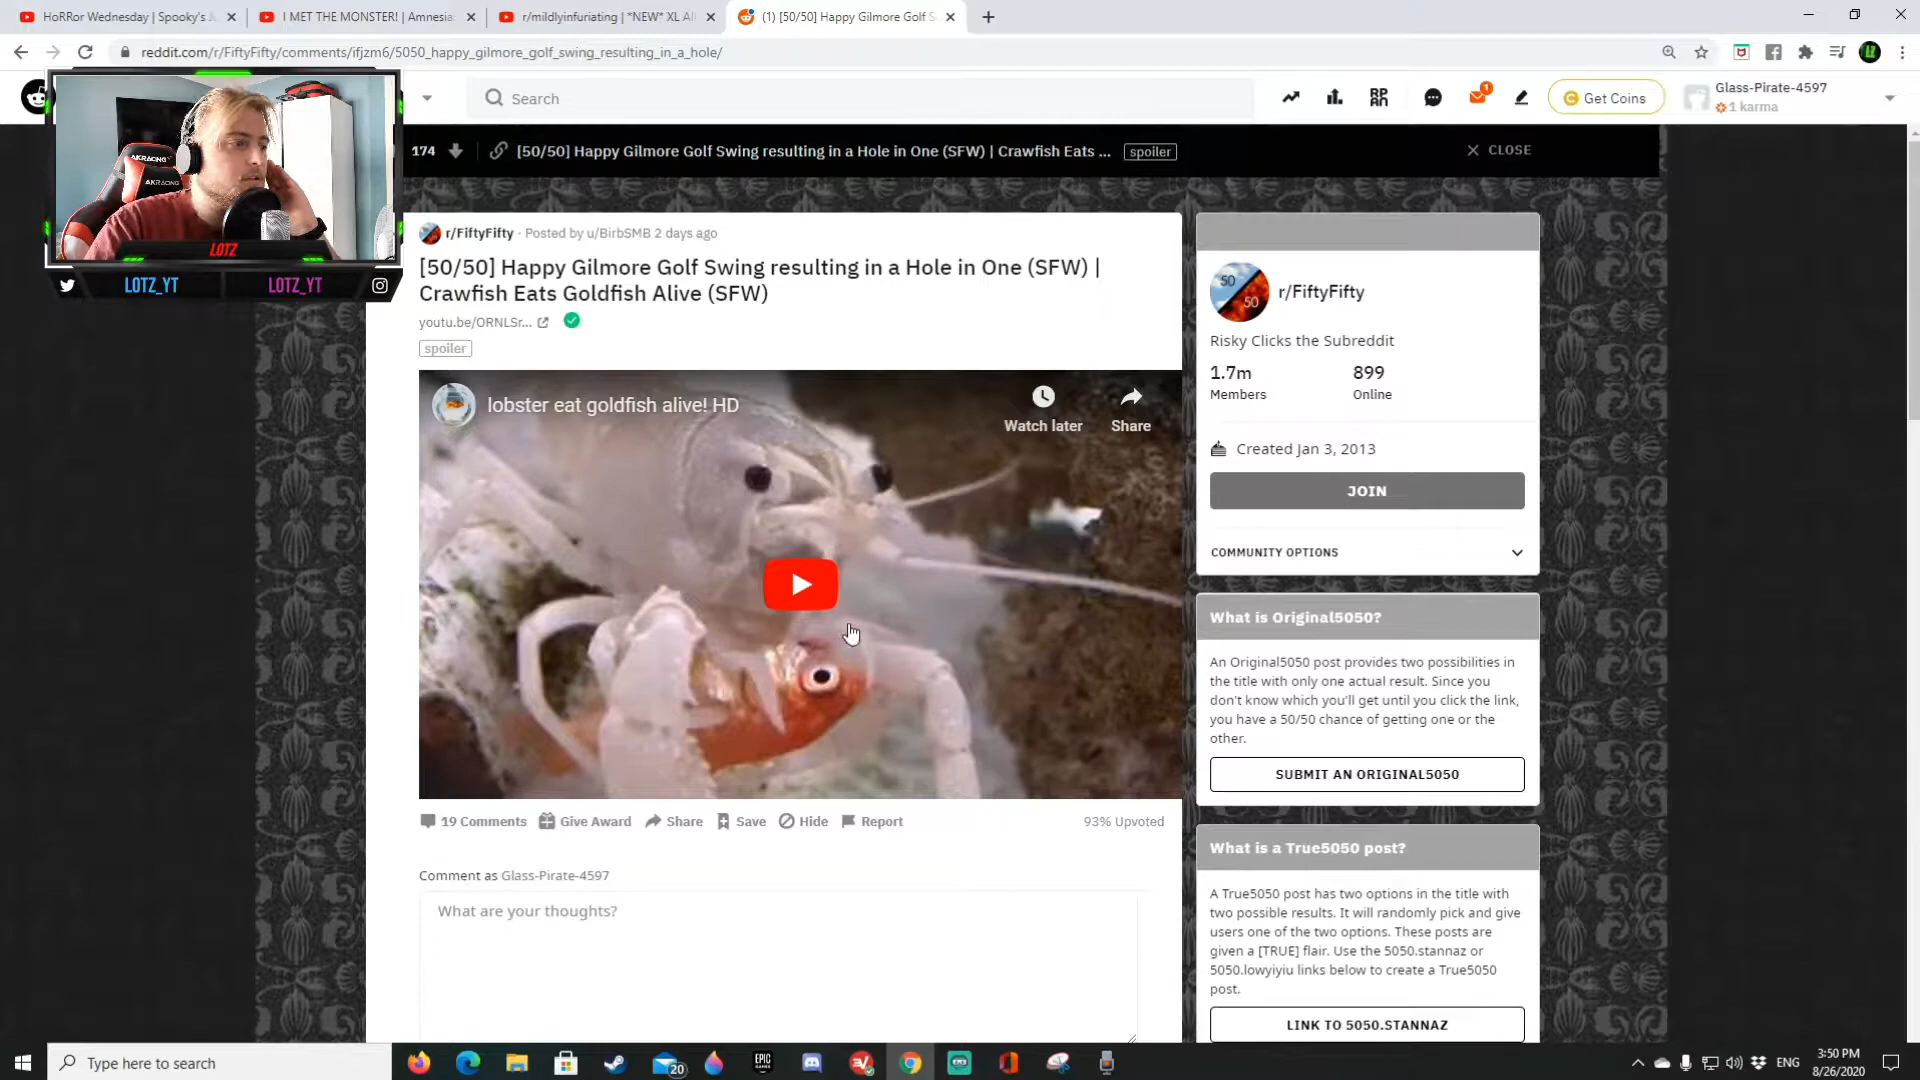 HoRRor Wednesday | Spooky's J
I MET THE MONSTER! | Amnesia
r/mildlyinfuriating | *NEW* XL All
(1) [50/50] Happy Gilmore Golf S
reddit.com/r/FiftyFifty/comments/ifjzm6/5050_happy_gilmore_golf_swing_resulting_in_a_hole/
Search
RPAN
1
Get Coins
Glass-Pirate-4597
1 karma
174
[50/50] Happy Gilmore Golf Swing resulting in a Hole in One (SFW) | Crawfish Eats ...
spoiler
CLOSE
AKRACING
AKRACING
LOTZ
LOTZ_YT
LOTZ_YT
r/FiftyFifty · Posted by u/BirbSMB 2 days ago
[50/50] Happy Gilmore Golf Swing resulting in a Hole in One (SFW) |
Crawfish Eats Goldfish Alive (SFW)
youtu.be/ORNLSr...
spoiler
lobster eat goldfish alive! HD
Watch later
Share
19 Comments
Give Award
Share
Save
Hide
Report
93% Upvoted
Comment as Glass-Pirate-4597
What are your thoughts?
50
50
r/FiftyFifty
Risky Clicks the Subreddit
1.7m
899
Members
Online
Created Jan 3, 2013
JOIN
COMMUNITY OPTIONS
What is Original5050?
An Original5050 post provides two possibilities in
the title with only one actual result. Since you
don't know which you'll get until you click the link,
you have a 50/50 chance of getting one or the
other.
SUBMIT AN ORIGINAL5050
What is a True5050 post?
A True5050 post has two options in the title with
two possible results. It will randomly pick and give
users one of the two options. These posts are
given a [TRUE] flair. Use the 5050.stannaz or
5050.lowyiyiu links below to create a True5050
post.
LINK TO 5050.STANNAZ
Type here to search
20
EPIC
GAMES
ENG
3:50 PM
8/26/2020